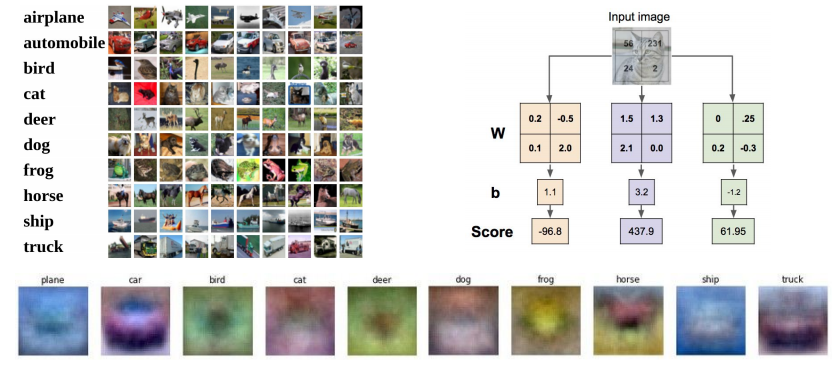 airplane
automobile
bird
cat
deer
dog
frog
horse
ship
truck
Input image
56 231
24 2
W
0.2 -0.5
0.1 2.0
1.5 1.3
2.1 0.0
0 .25
0.2 -0.3
b
1.1
3.2
-1.2
Score
-96.8
437.9
61.95
plane car bird cat deer dog frog horse ship truck